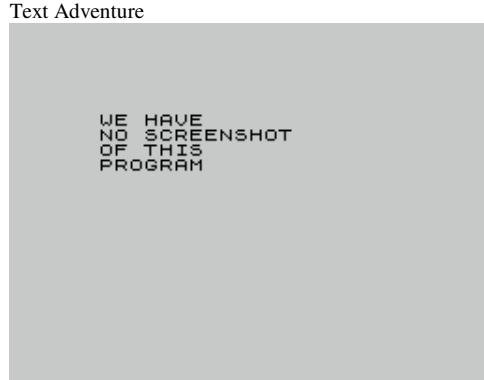 Text Adventure
WE HAVE
NO SCREENSHOT
OF THIS
PROGRAM